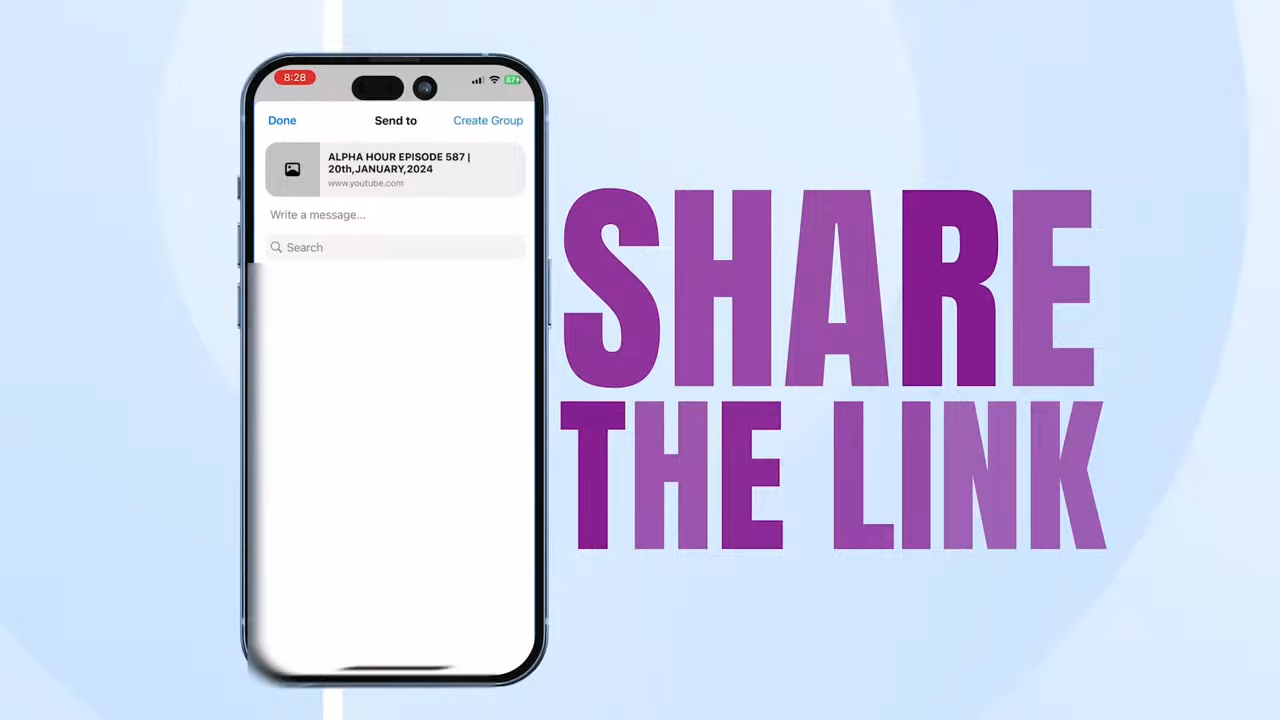 8:28
87
Done
Send to
Create Group
ALPHA HOUR EPISODE 587 |
20th,JANUARY,2024
www.youtube.com
Write a message...
Search
SHARE
THE LINK